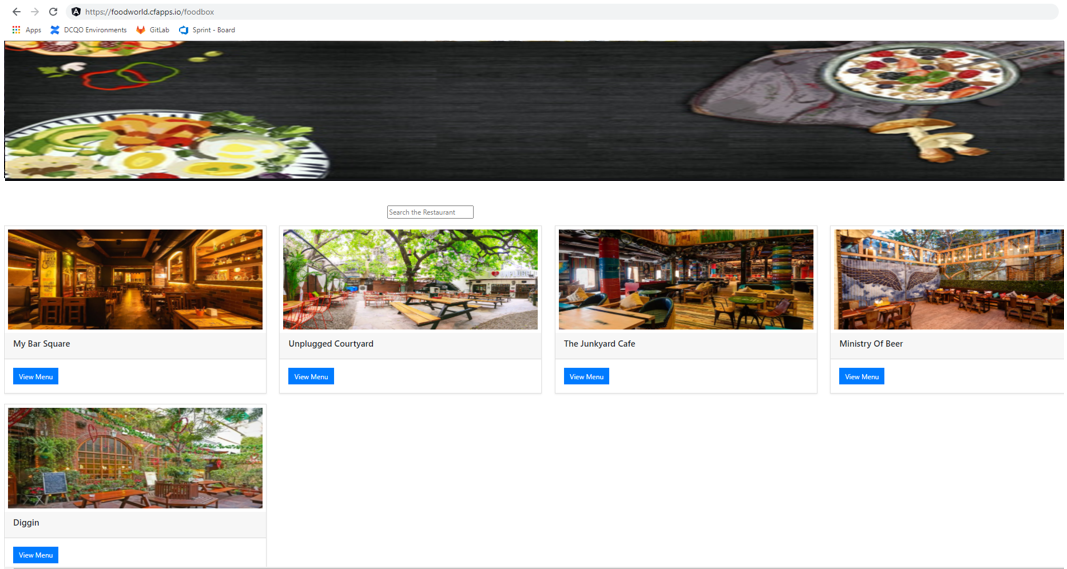 https://foodworld.cfapps.io/foodbox
Apps DCQO Environments GitLab Sprint - Board
Search the Restaurant
My Bar Square Unplugged Courtyard The Junkyard Cafe Ministry Of Beer
View Menu View Menu View Menu View Menu
Diggin
View Menu